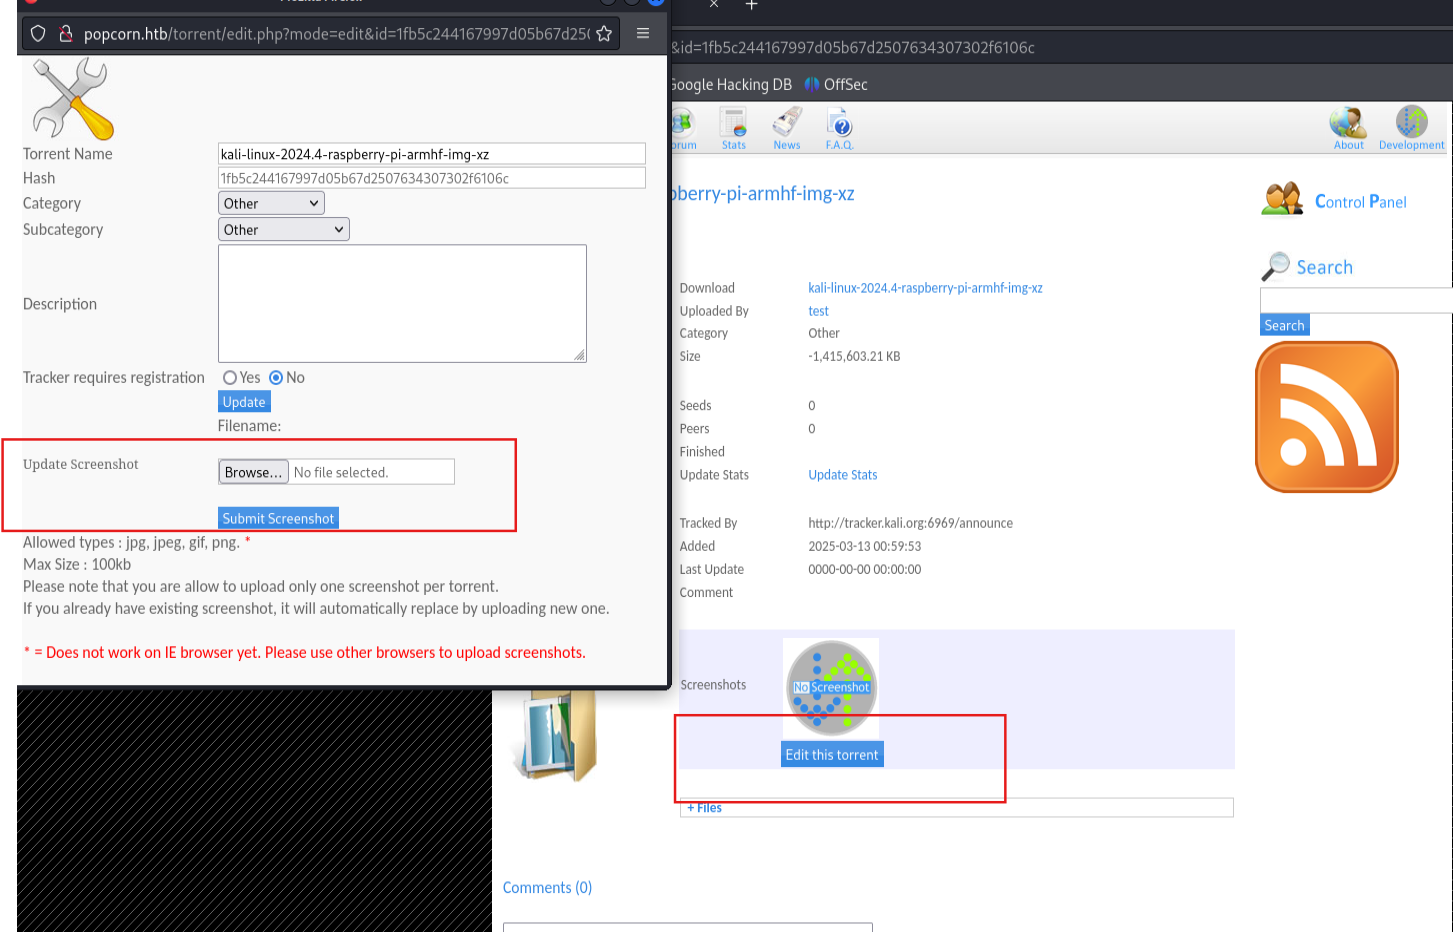 popcorn.htb/torrent/edit.php?mode=edit&id=1fb5c244167997d05b67d25
Torrent Name
kali-linux-2024.4-raspberry-pi-armhf-img-xz
Hash
1fb5c244167997d05b67d2507634307302f6106c
Category
Other
Subcategory
Other
Description
Tracker requires registration
Yes
No
Update
Filename:
Update Screenshot
Browse...
No file selected.
Submit Screenshot
Allowed types : jpg, jpeg, gif, png. *
Max Size : 100kb
Please note that you are allow to upload only one screenshot per torrent.
If you already have existing screenshot, it will automatically replace by uploading new one.
* = Does not work on IE browser yet. Please use other browsers to upload screenshots.
&id=1fb5c244167997d05b67d2507634307302f6106c
Google Hacking DB
OffSec
orum
Stats
News
F.A.Q.
About
Development
berry-pi-armhf-img-xz
Control Panel
Search
Search
Download
kali-linux-2024.4-raspberry-pi-armhf-img-xz
Uploaded By
test
Category
Other
Size
-1,415,603.21 KB
Seeds
0
Peers
0
Finished
Update Stats
Update Stats
Tracked By
http://tracker.kali.org:6969/announce
Added
2025-03-13 00:59:53
Last Update
0000-00-00 00:00:00
Comment
Screenshots
No Screenshot
Edit this torrent
+ Files
Comments (0)